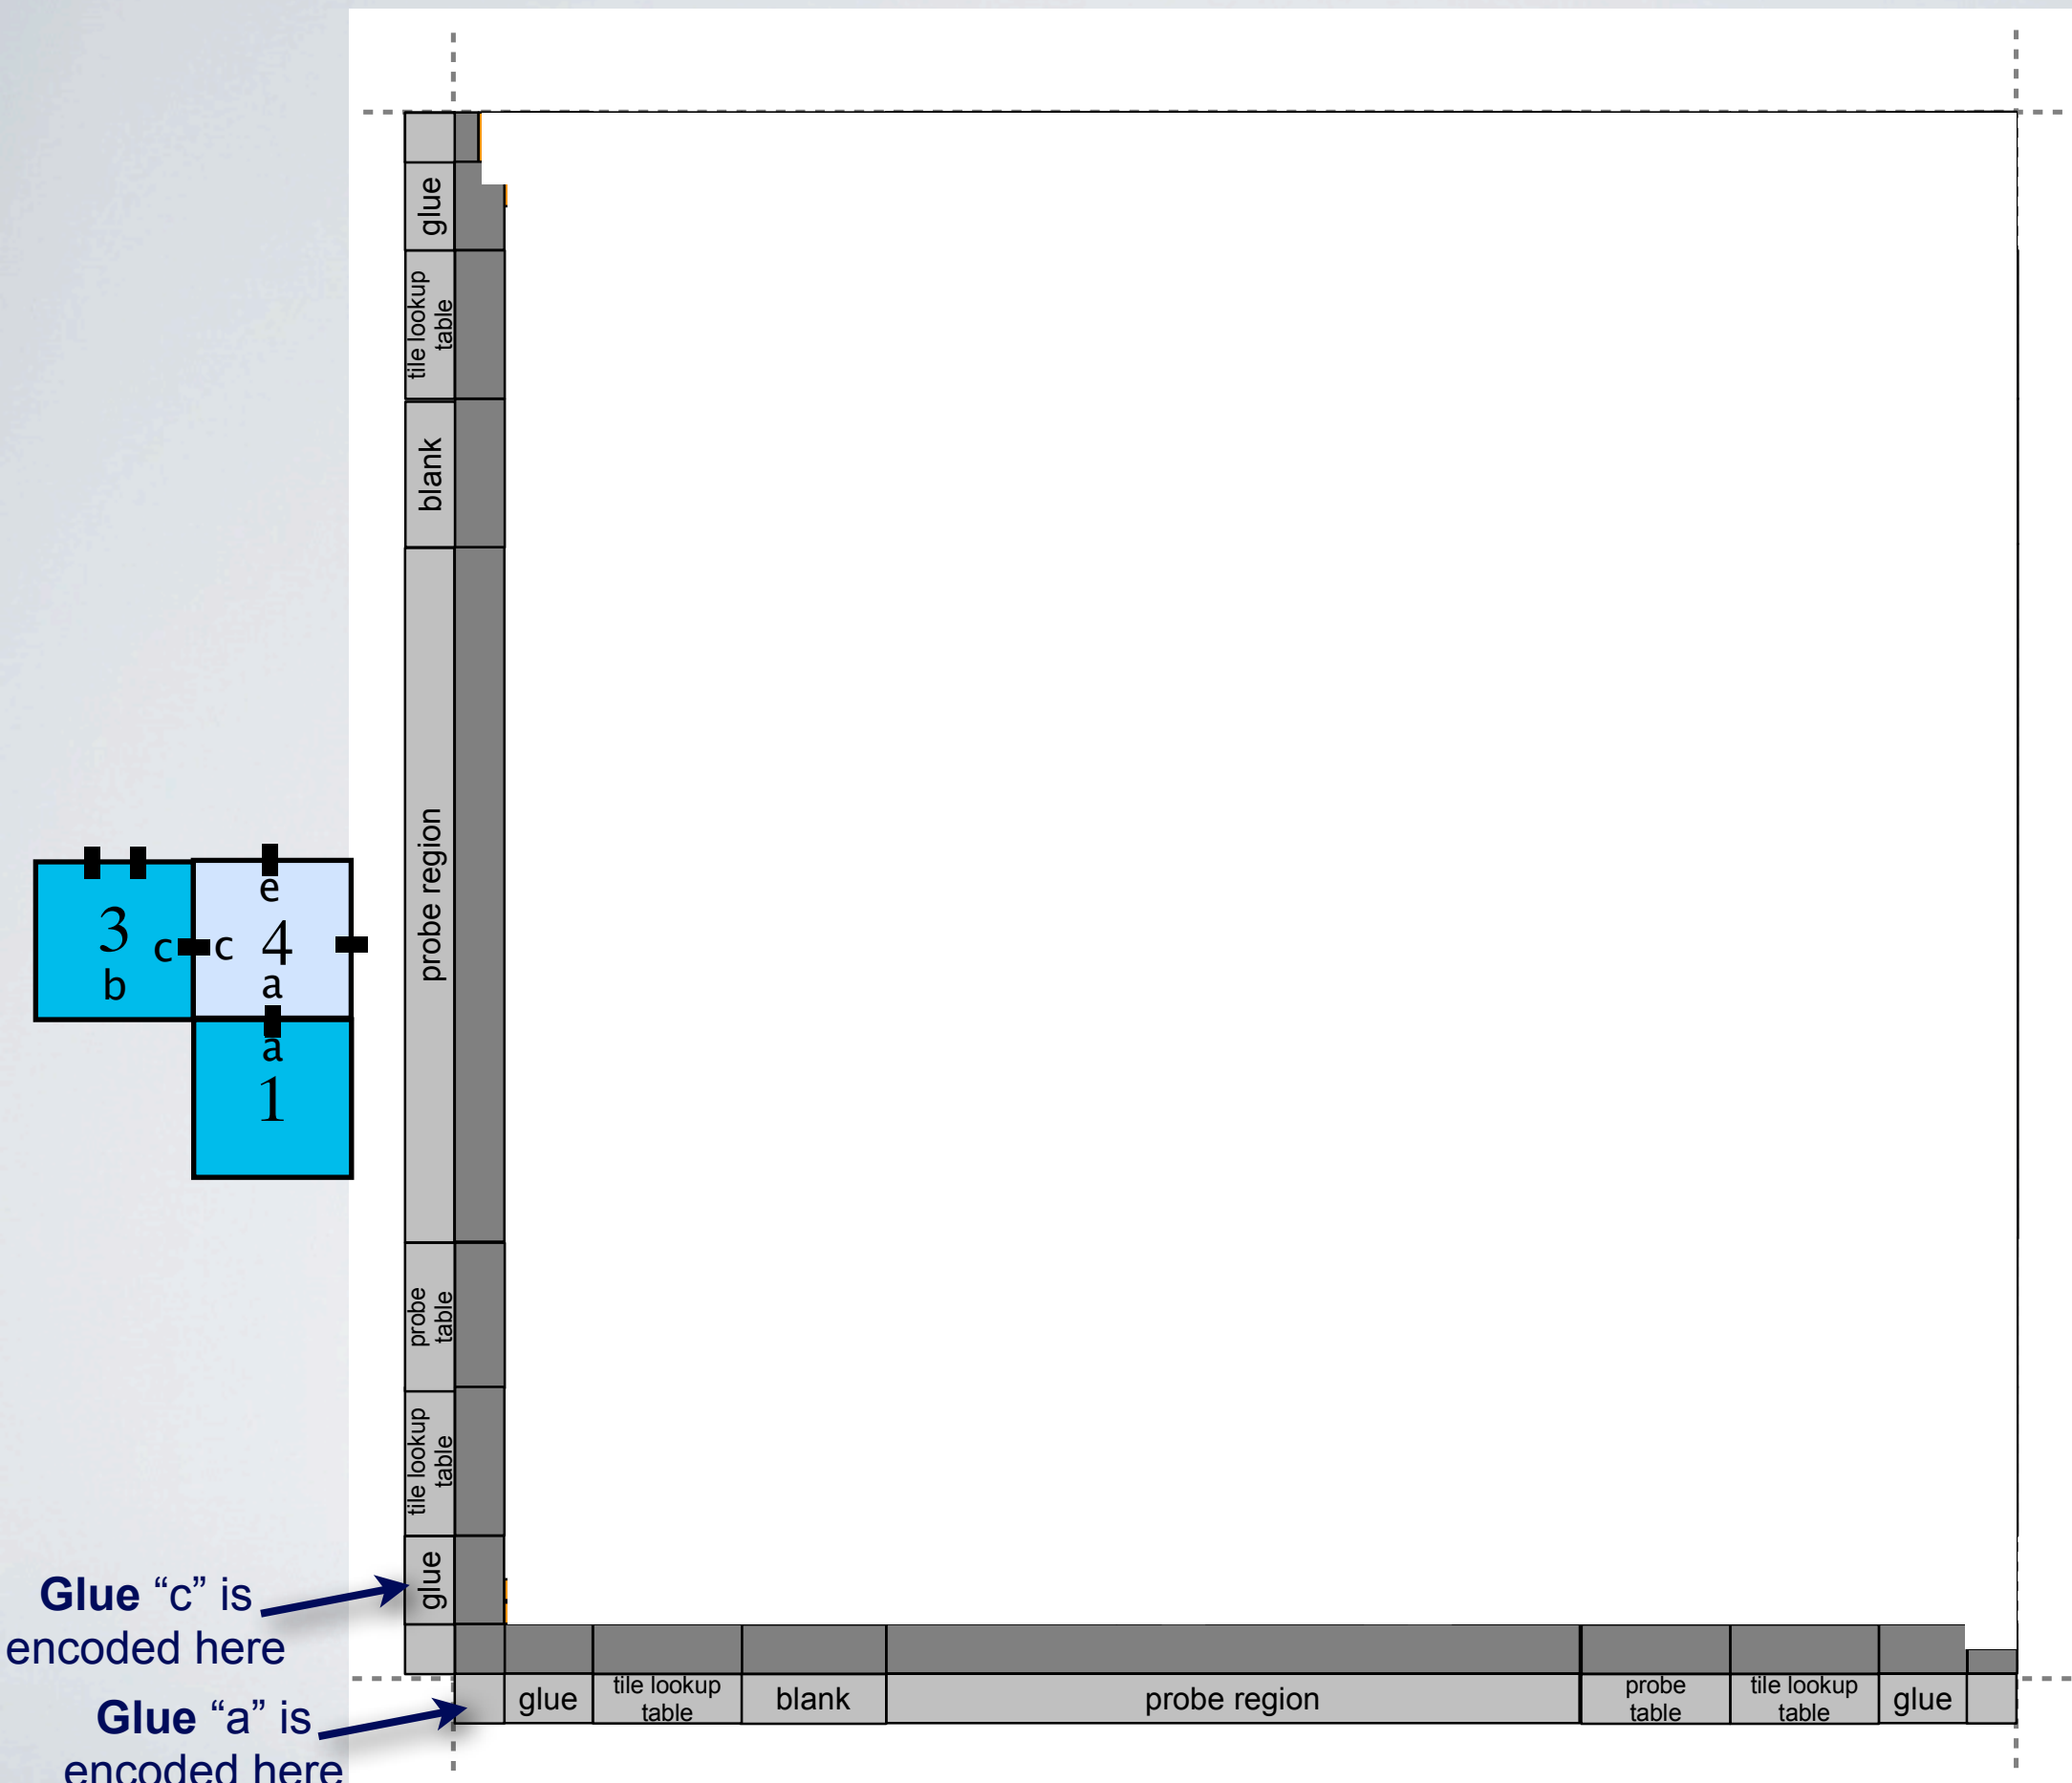 glue
tile lookup
table
blank
probe region
probe
table
tile lookup
table
glue
e
3
c
c
4
b
a
a
1
Glue “c” is
encoded here
Glue “a” is
encoded here
glue
tile lookup
table
blank
probe region
probe
table
tile lookup
table
glue